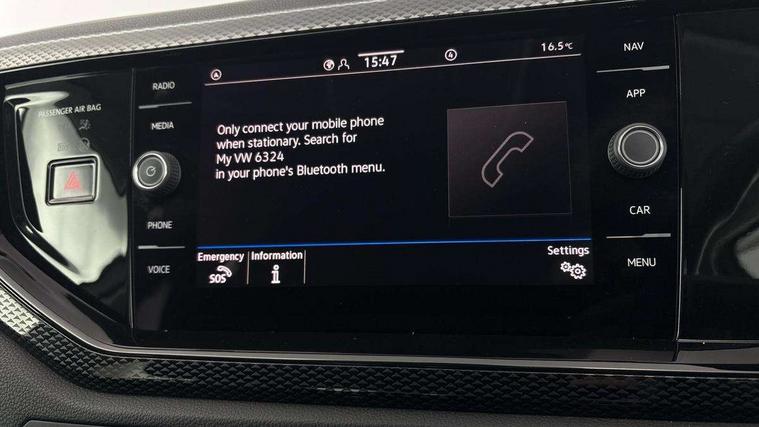 PASSENGER AIR BAG
RADIO
MEDIA
PHONE
VOICE
A
15:47
4
16.5°C
Only connect your mobile phone
when stationary. Search for
My VW 6324
in your phone's Bluetooth menu.
Emergency
SOS
Information
i
Settings
NAV
APP
CAR
MENU